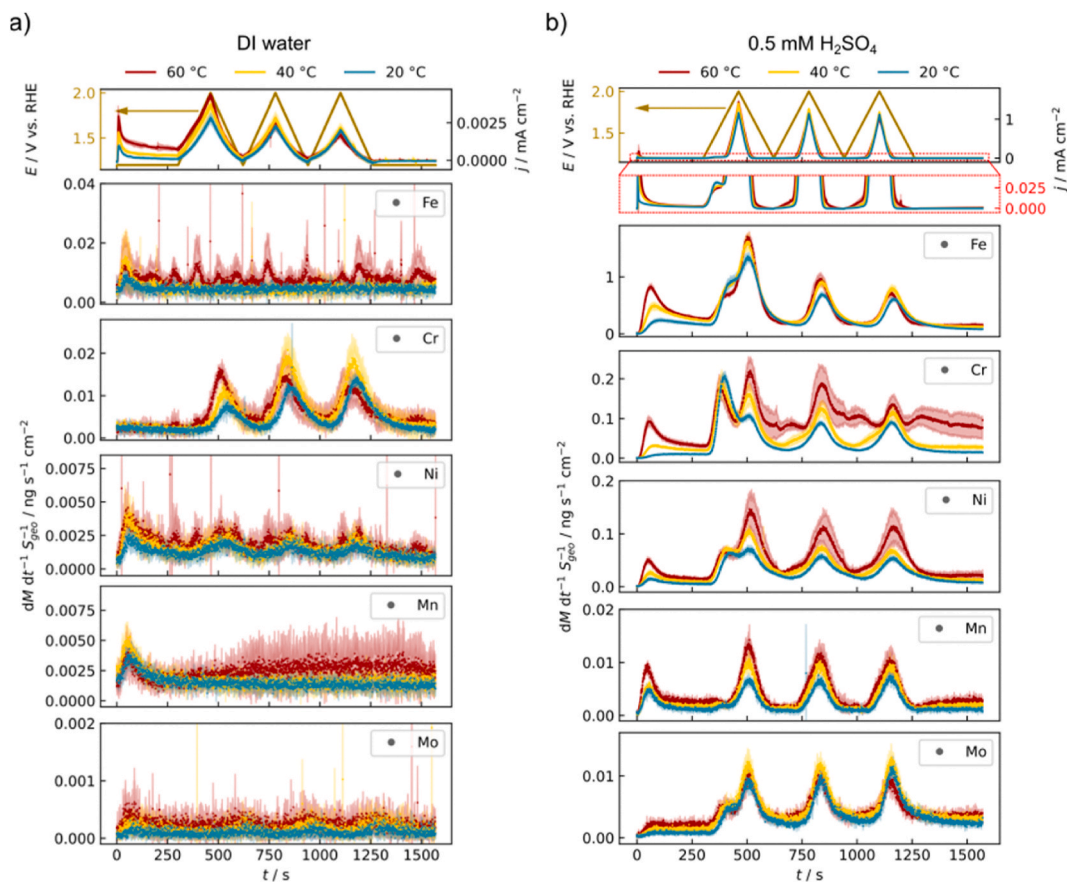 a)
DI water
60 °C 40 °C 20 °C
E / V vs. RHE
2.0
1.5
0.0025
0.0000
j / mA cm⁻²
0.04
0.02
0.00
Fe
0.02
0.01
0.00
Cr
dM dt⁻¹ S⁻¹geo / ng s⁻¹ cm⁻²
0.0075
0.0050
0.0025
0.0000
Ni
0.0075
0.0050
0.0025
0.0000
Mn
0.002
0.001
0.000
Mo
0 250 500 750 1000 1250 1500
t / s
b)
0.5 mM H₂SO₄
60 °C 40 °C 20 °C
E / V vs. RHE
2.0
1.5
1
0
j / mA cm⁻²
0.025
0.000
1
0
Fe
0.2
0.1
0.0
Cr
dM dt⁻¹ S⁻¹geo / ng s⁻¹ cm⁻²
0.2
0.1
0.0
Ni
0.02
0.01
0.00
Mn
0.01
0.00
Mo
0 250 500 750 1000 1250 1500
t / s